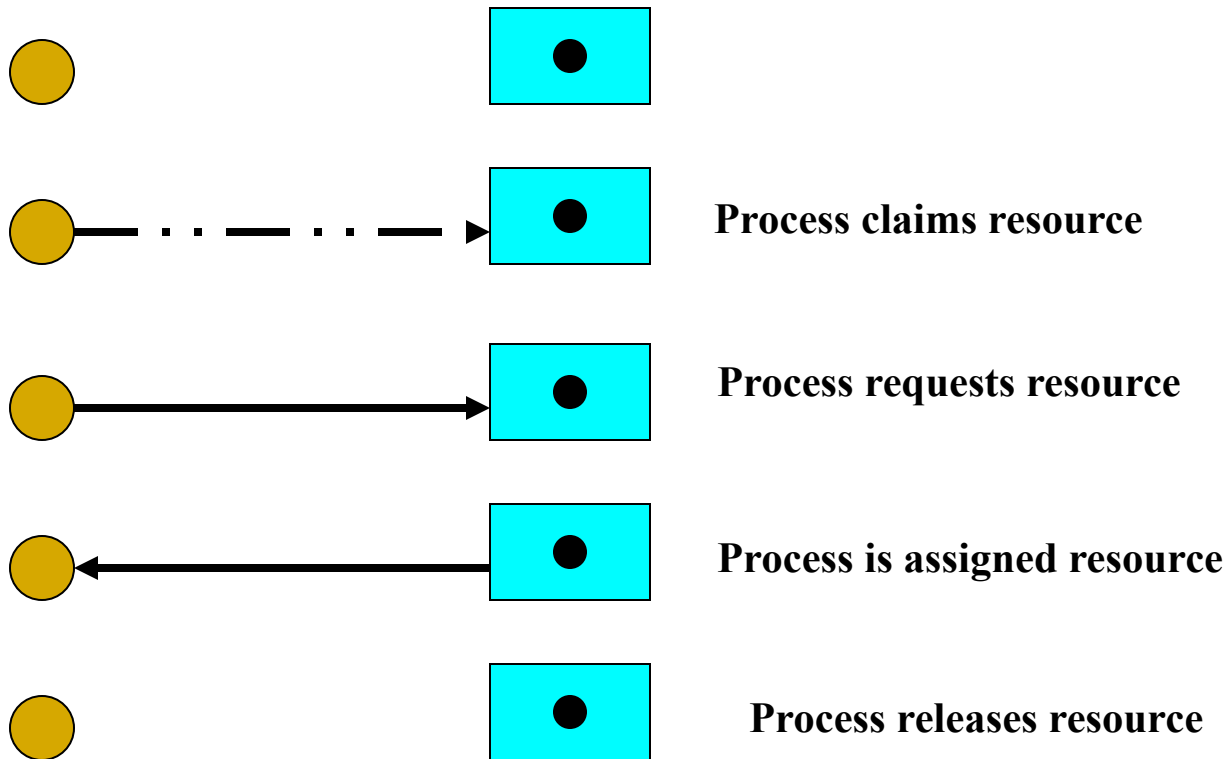 Process claims resource
Process requests resource
Process is assigned resource
Process releases resource